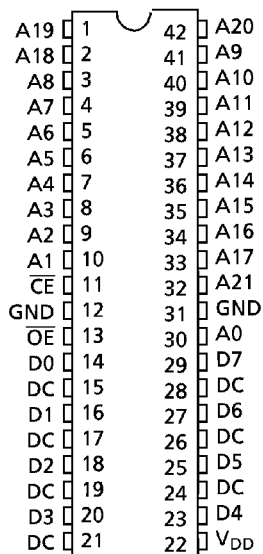 A19 1 42 A20
A18 2 41 A9
A8 3 40 A10
A7 4 39 A11
A6 5 38 A12
A5 6 37 A13
A4 7 36 A14
A3 8 35 A15
A2 9 34 A16
A1 10 33 A17
C̅E̅ 11 32 A21
GND 12 31 GND
O̅E̅ 13 30 A0
D0 14 29 D7
DC 15 28 DC
D1 16 27 D6
DC 17 26 DC
D2 18 25 D5
DC 19 24 DC
D3 20 23 D4
DC 21 22 VDD